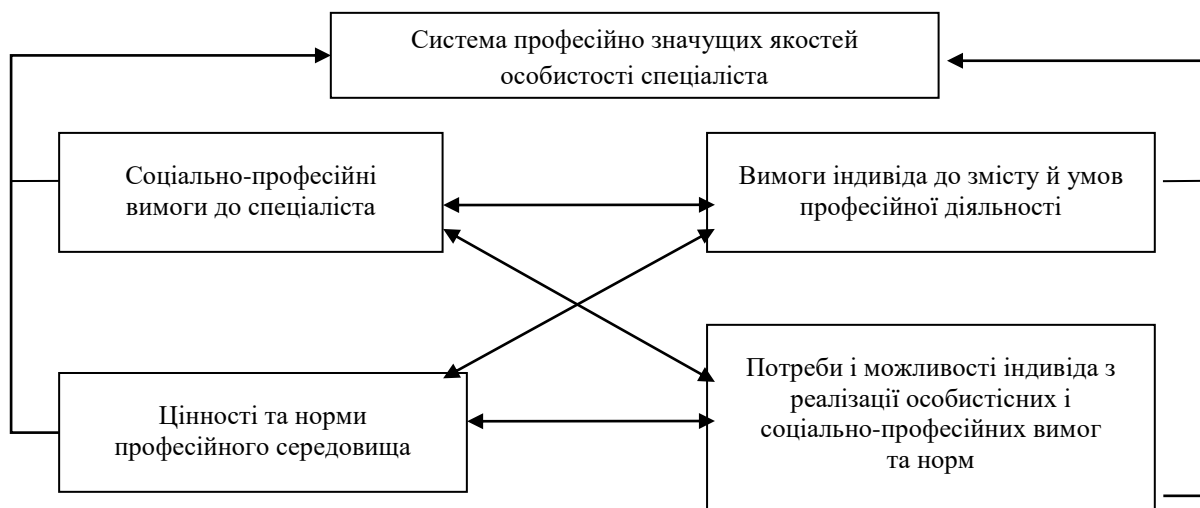 Система професійно значущих якостей
особистості спеціаліста
Соціально-професійні
вимоги до спеціаліста
Вимоги індивіда до змісту й умов
професійної діяльності
Цінності та норми
професійного середовища
Потреби і можливості індивіда з
реалізації особистісних і
соціально-професійних вимог
та норм